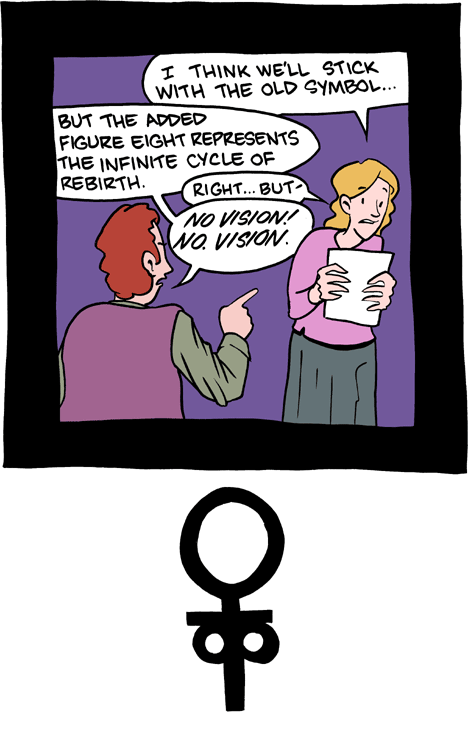 I THINK WE'LL STICK
WITH THE OLD SYMBOL...
BUT THE ADDED
FIGURE EIGHT REPRESENTS
THE INFINITE CYCLE OF
REBIRTH.
RIGHT... BUT-
NO VISION!
NO. VISION.